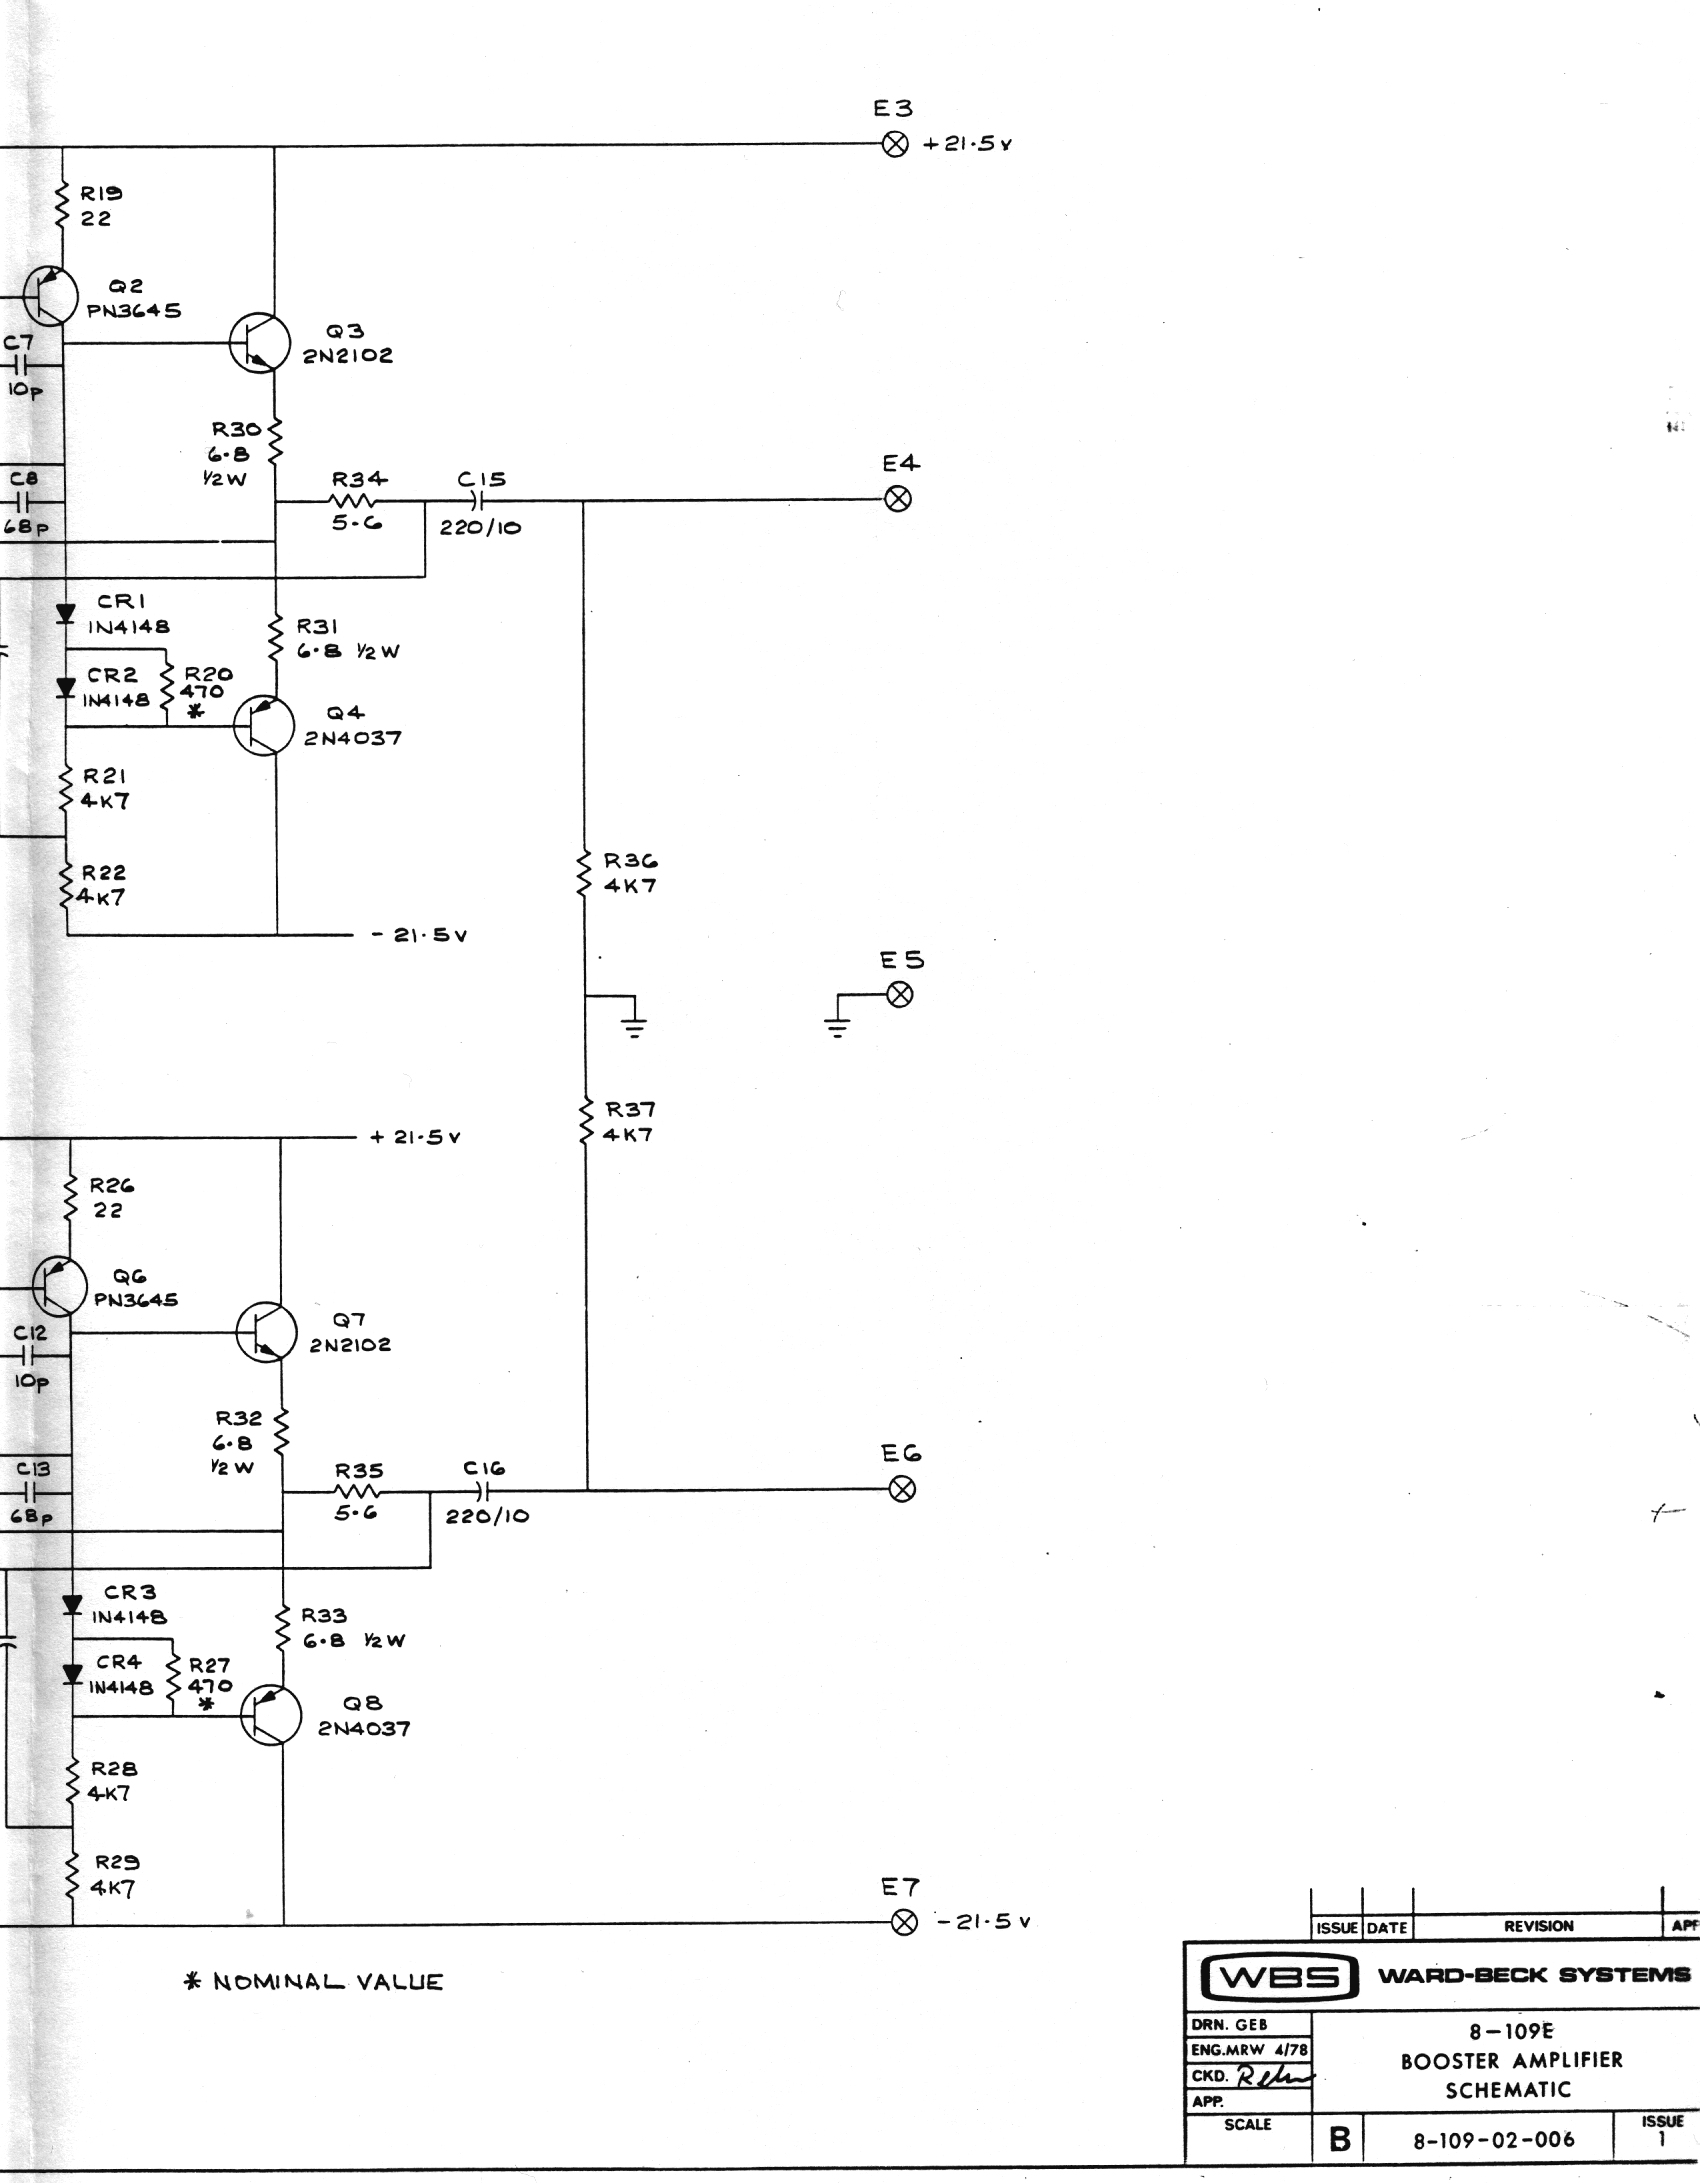 E3
+21.5V
R19
22
Q2
PN3645
C7
10P
Q3
2N2102
R30
6.8
½W
C8
68P
R34
5.6
C15
220/10
E4
CR1
1N4148
R31
6.8 ½W
CR2
1N4148
R20
470
*
Q4
2N4037
R21
4K7
R22
4K7
- 21.5V
R36
4K7
E5
+ 21.5V
R37
4K7
R26
22
Q6
PN3645
C12
10P
Q7
2N2102
R32
6.8
½W
C13
68P
R35
5.6
C16
220/10
E6
CR3
1N4148
R33
6.8 ½W
CR4
1N4148
R27
470
*
Q8
2N4037
R28
4K7
R29
4K7
E7
-21.5V
* NOMINAL VALUE
ISSUE DATE REVISION
WBS WARD-BECK SYSTEMS
DRN. GEB
ENG.MRW 4/78
CKD.
APP.
SCALE
8-109E
BOOSTER AMPLIFIER
SCHEMATIC
B
8-109-02-006
ISSUE
1